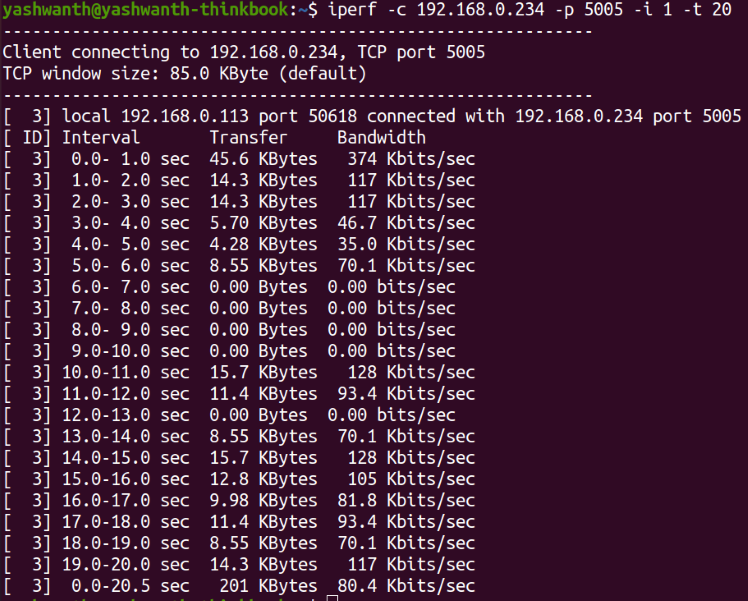 yashwanth@yashwanth-thinkbook:~$ iperf -c 192.168.0.234 -p 5005 -i 1 -t 20
------------------------------------------------------------
Client connecting to 192.168.0.234, TCP port 5005
TCP window size: 85.0 KByte (default)
------------------------------------------------------------
[  3] local 192.168.0.113 port 50618 connected with 192.168.0.234 port 5005
[ ID] Interval       Transfer     Bandwidth
[  3]  0.0- 1.0 sec  45.6 KBytes   374 Kbits/sec
[  3]  1.0- 2.0 sec  14.3 KBytes   117 Kbits/sec
[  3]  2.0- 3.0 sec  14.3 KBytes   117 Kbits/sec
[  3]  3.0- 4.0 sec  5.70 KBytes  46.7 Kbits/sec
[  3]  4.0- 5.0 sec  4.28 KBytes  35.0 Kbits/sec
[  3]  5.0- 6.0 sec  8.55 KBytes  70.1 Kbits/sec
[  3]  6.0- 7.0 sec  0.00 Bytes  0.00 bits/sec
[  3]  7.0- 8.0 sec  0.00 Bytes  0.00 bits/sec
[  3]  8.0- 9.0 sec  0.00 Bytes  0.00 bits/sec
[  3]  9.0-10.0 sec  0.00 Bytes  0.00 bits/sec
[  3] 10.0-11.0 sec  15.7 KBytes   128 Kbits/sec
[  3] 11.0-12.0 sec  11.4 KBytes  93.4 Kbits/sec
[  3] 12.0-13.0 sec  0.00 Bytes  0.00 bits/sec
[  3] 13.0-14.0 sec  8.55 KBytes  70.1 Kbits/sec
[  3] 14.0-15.0 sec  15.7 KBytes   128 Kbits/sec
[  3] 15.0-16.0 sec  12.8 KBytes   105 Kbits/sec
[  3] 16.0-17.0 sec  9.98 KBytes  81.8 Kbits/sec
[  3] 17.0-18.0 sec  11.4 KBytes  93.4 Kbits/sec
[  3] 18.0-19.0 sec  8.55 KBytes  70.1 Kbits/sec
[  3] 19.0-20.0 sec  14.3 KBytes   117 Kbits/sec
[  3]  0.0-20.5 sec   201 KBytes  80.4 Kbits/sec